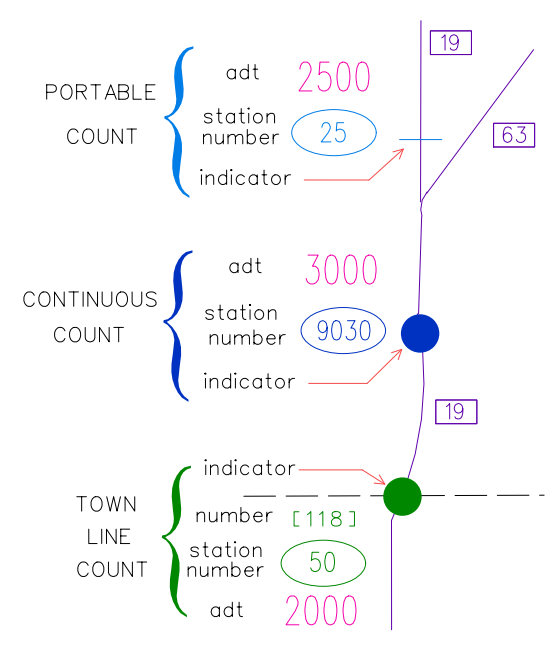 19
adt 2500
PORTABLE
COUNT
station
number 25
63
indicator
adt 3000
CONTINUOUS
COUNT
station
number 9030
indicator
19
indicator
TOWN
LINE
COUNT
number [118]
station
number 50
adt 2000